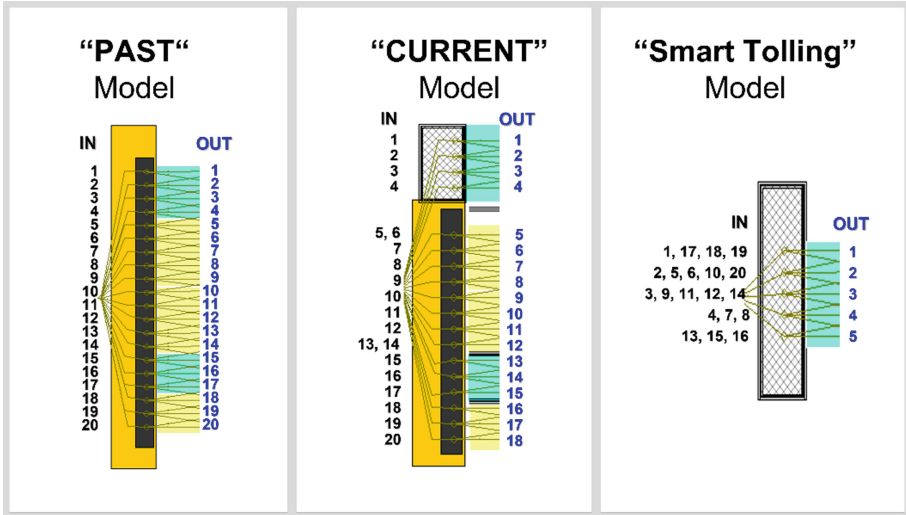 “PAST“
Model
IN
OUT
1 1
2 2
3 3
4 4
5 5
6 6
7 7
8 8
9 9
10 10
11 11
12 12
13 13
14 14
15 15
16 16
17 17
18 18
19 19
20 20
“CURRENT”
Model
IN
OUT
1 1
2 2
3 3
4 4
5, 6 5
7 6
8 7
9 8
10 9
11 10
12 11
13, 14 12
15 13
16 14
17 15
18 16
19 17
20 18
“Smart Tolling”
Model
IN
OUT
1, 17, 18, 19 1
2, 5, 6, 10, 20 2
3, 9, 11, 12, 14 3
4, 7, 8 4
13, 15, 16 5